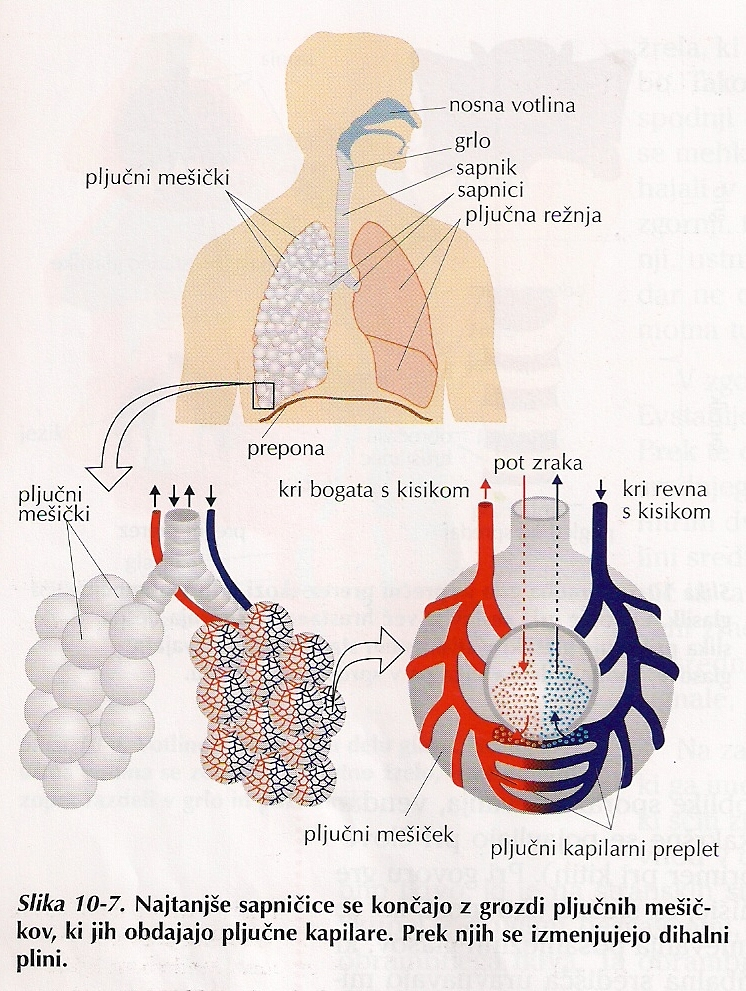 nosna votlina
grlo
sapnik
sapnici
pljučni mešički
pljučna režnja
prepona
pot zraka
pljučni
mešički
kri bogata s kisikom
kri revna
s kisikom
pljučni mešiček
pljučni kapilarni preplet
Slika 10-7. Najtanjše sapničice se končajo z grozdi pljučnih mešič-
kov, ki jih obdajajo pljučne kapilare. Prek njih se izmenjujejo dihalni
plini.